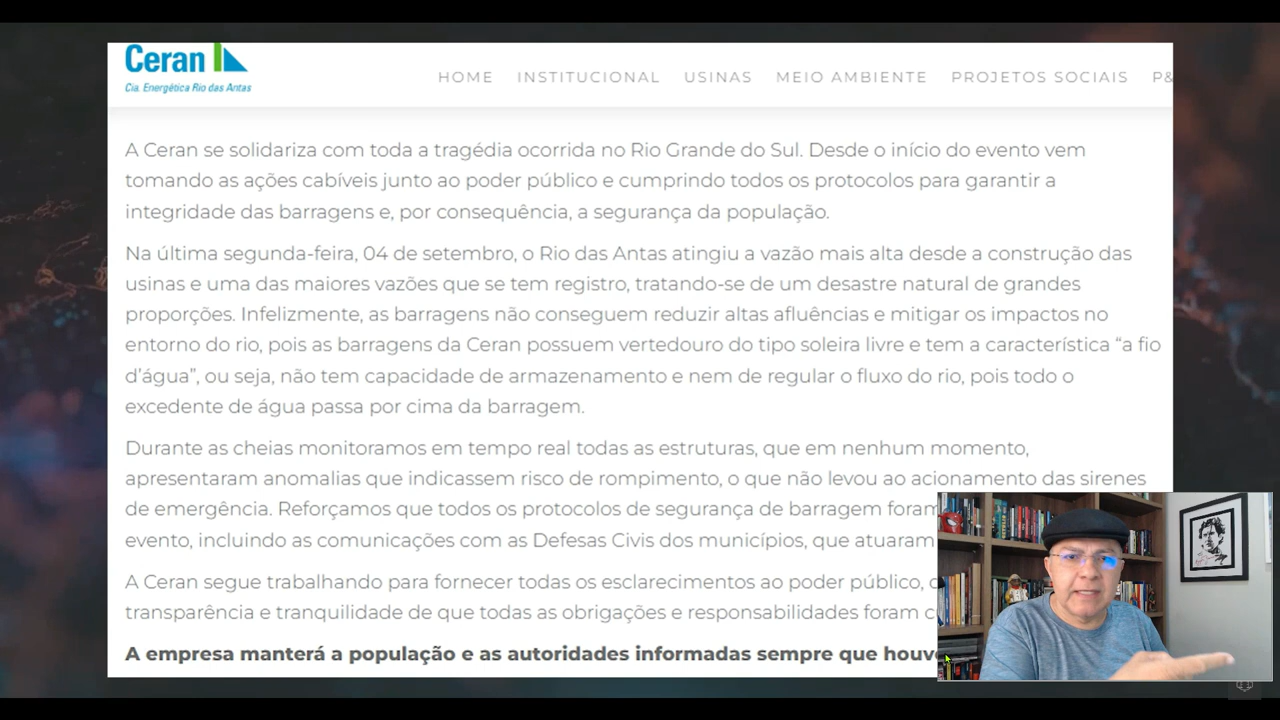 Ceran
Cia. Energética Rio das Antas
HOME INSTITUCIONAL USINAS MEIO AMBIENTE PROJETOS SOCIAIS P&
A Ceran se solidariza com toda a tragédia ocorrida no Rio Grande do Sul. Desde o início do evento vem
tomando as ações cabíveis junto ao poder público e cumprindo todos os protocolos para garantir a
integridade das barragens e, por consequência, a segurança da população.
Na última segunda-feira, 04 de setembro, o Rio das Antas atingiu a vazão mais alta desde a construção das
usinas e uma das maiores vazões que se tem registro, tratando-se de um desastre natural de grandes
proporções. Infelizmente, as barragens não conseguem reduzir altas afluências e mitigar os impactos no
entorno do rio, pois as barragens da Ceran possuem vertedouro do tipo soleira livre e tem a característica “a fio
d’água”, ou seja, não tem capacidade de armazenamento e nem de regular o fluxo do rio, pois todo o
excedente de água passa por cima da barragem.
Durante as cheias monitoramos em tempo real todas as estruturas, que em nenhum momento,
apresentaram anomalias que indicassem risco de rompimento, o que não levou ao acionamento das sirenes
de emergência. Reforçamos que todos os protocolos de segurança de barragem foram
evento, incluindo as comunicações com as Defesas Civis dos municípios, que atuaram
A Ceran segue trabalhando para fornecer todas os esclarecimentos ao poder público,
transparência e tranquilidade de que todas as obrigações e responsabilidades foram
A empresa manterá a população e as autoridades informadas sempre que